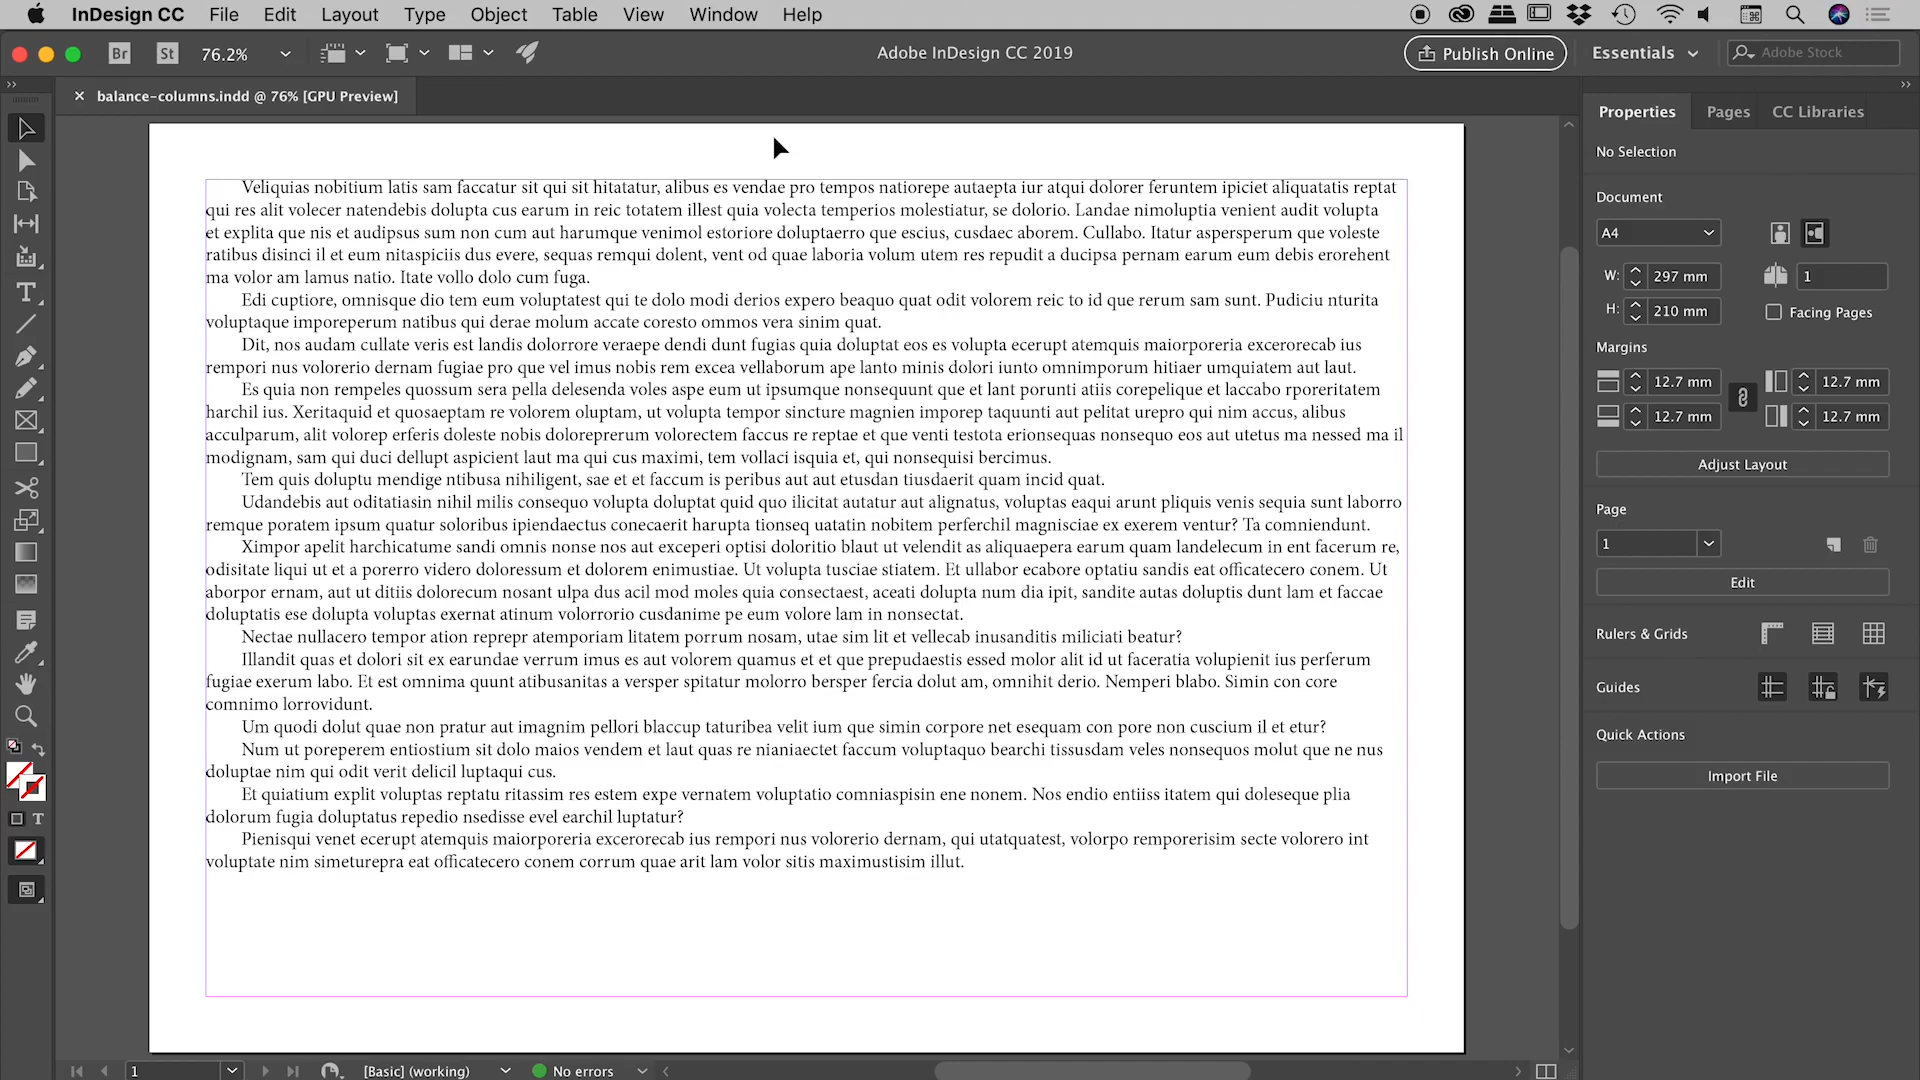 InDesign CC File Edit Layout Type Object Table View Window Help
Br St 76.2% Adobe InDesign CC 2019 Publish Online Essentials Adobe Stock
balance-columns.indd @ 76% [GPU Preview]
Veliquias nobitium latis sam faccatur sit qui sit hitatatur, alibus es vendae pro tempos natiorepe autaepta iur atqui dolorer feruntem ipiciet aliquatatis reptat
qui res alit volecer natendebis dolupta cus earum in reic totatem illest quia volecta temperios molestiatur, se dolorio. Landae nimoluptia venient audit volupta
et explita que nis et audipsus sum non cum aut harumque venimol estoriore doluptaerro que escius, cusdaec aborem. Cullabo. Itatur aspersperum que voleste
ratibus disinci il et eum nitaspiciis dus evere, sequas remqui dolent, vent od quae laboria volum utem res repudit a ducipsa pernam earum eum debis erorehent
ma volor am lamus natio. Itate vollo dolo cum fuga.
Edi cuptiore, omnisque dio tem eum voluptatest qui te dolo modi derios expero beaquo quat odit volorem reic to id que rerum sam sunt. Pudiciu nturita
voluptaque imporeperum natibus qui derae molum accate coresto ommos vera sinim quat.
Dit, nos audam cullate veris est landis dolorrore veraepe dendi dunt fugias quia doluptat eos es volupta ecerupt atemquis maiorporeria excerorecab ius
rempori nus volorerio dernam fugiae pro que vel imus nobis rem excea vellaborum ape lanto minis dolori iunto omnimporum hitiaer umquiatem aut laut.
Es quia non rempeles quossum sera pella delesenda voles aspe eum ut ipsumque nonsequnt que et lant porunti atiis corepelique et laccabo rporeritatem
harchil ius. Xeritaquid et quosaeptam re volorem oluptam, ut volupta tempor sincture magnien imporep taquunti aut pelitat urepro qui nim accus, alibus
acculparum, alit volorep erferis doleste nobis doloreprerum volorectem faccus re reptae et que venti testota erionsequas nonsequo eos aut utetus ma nessed ma il
modignam, sam qui duci dellupt aspicient laut ma qui cus maximi, tem vollaci isquia et, qui nonsequisi bercimus.
Tem quis doluptu mendige ntibusa nihiligent, sae et et faccum is peribus aut aut etusdan tiusdaerit quam incid quat.
Udandebis aut oditatiasin nihil milis consequo volupta doluptat quid quo ilicitat autatur aut alignatus, voluptas eaqui arunt pliquis venis sequia sunt laborro
remque poratem ipsum quatur soloribus ipiendaectus conecaerit harupta tionseq uatatin nobitem perferchil magnisciae ex exerem ventur? Ta comniendunt.
Ximpor apelit harchicatume sandi omnis nonse nos aut exceperi optisi doloritio blaut ut velendit as aliquaepera earum quam landelecum in ent facerum re,
odisitate liqui ut et a porerro videro doloressum et dolorem enimustiae. Ut volupta tusciae stiatem. Et ullabor ecabore optatiu sandis eat officatecero conem. Ut
aborpor ernam, aut ut ditiis dolorecum nosant ulpa dus acil mod moles quia consectaest, aceati dolupta num dia ipit, sandite autas doluptis dunt lam et faccae
doluptatis ese dolupta voluptas exernat atinum volorrorio cusdanime pe eum volore lam in nonsectat.
Nectae nullacero tempor ation reprepr atemporiam litatem porrum nosam, utae sim lit et vellecab inusanditis miliciati beatur?
Illandit quas et dolori sit ex earundae verrum imus es aut volorem quamus et et que prepudaestis essed molor alit id ut faceratia volupienit ius perferum
fugiae exerum labo. Et est omnima quunt atibusanitas a versper spitatur molorro bersper fercia dolut am, omnihit derio. Nemperi blabo. Simin con core
comnimo lorrovidunt.
Um quodi dolut quae non pratur aut imagnim pellori blaccup taturibea velit ium que simin corpore net esequam con pore non cuscium il et etur?
Num ut poreperem entiostium sit dolo maios vendem et laut quas re nianiaectet faccum voluptaquo bearchi tissusdam veles nonsequos molut que ne nus
doluptae nim qui odit verit delicil luptaqui cus.
Et quiatium explit voluptas reptatu ritassim res estem expe vernatem voluptatio comniaspisin ene nonem. Nos endio entiiss itatem qui doleseque plia
dolorum fugia doluptatus repedio nsedisse evel earchil luptatur?
Pienisqui venet ecerupt atemquis maiorporeria excerorecab ius rempori nus volorerio dernam, qui utatquatest, volorpo remporerisim secte volorero int
voluptate nim simeturepra eat officatecero conem corrum quae arit lam volor sitis maximustisim illut.
Properties Pages CC Libraries
No Selection
Document
A4
W: 297 mm 1
H: 210 mm Facing Pages
Margins
12.7 mm 12.7 mm
12.7 mm 12.7 mm
Adjust Layout
Page
1
Edit
Rulers & Grids
Guides
Quick Actions
Import File
1 [Basic] (working) No errors